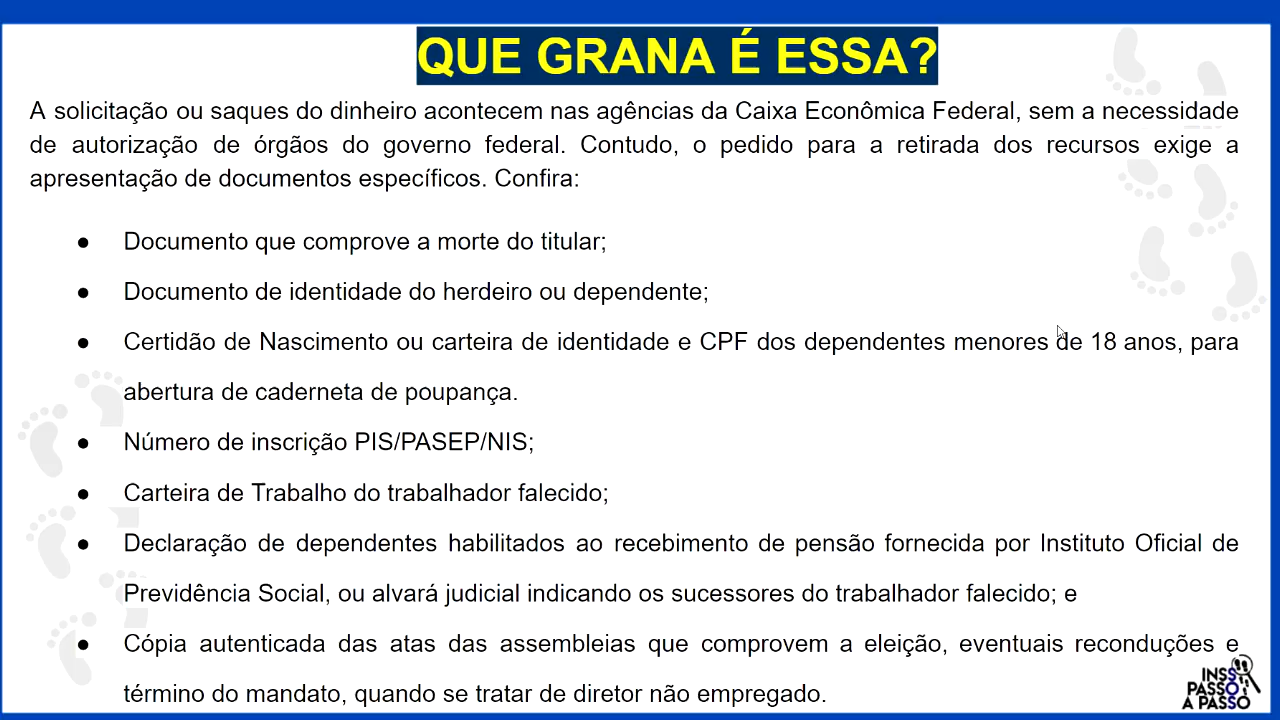 QUE GRANA É ESSA?
A solicitação ou saques do dinheiro acontecem nas agências da Caixa Econômica Federal, sem a necessidade
de autorização de órgãos do governo federal. Contudo, o pedido para a retirada dos recursos exige a
apresentação de documentos específicos. Confira:
● Documento que comprove a morte do titular;
● Documento de identidade do herdeiro ou dependente;
● Certidão de Nascimento ou carteira de identidade e CPF dos dependentes menores de 18 anos, para
abertura de caderneta de poupança.
● Número de inscrição PIS/PASEP/NIS;
● Carteira de Trabalho do trabalhador falecido;
● Declaração de dependentes habilitados ao recebimento de pensão fornecida por Instituto Oficial de
Previdência Social, ou alvará judicial indicando os sucessores do trabalhador falecido; e
● Cópia autenticada das atas das assembleias que comprovem a eleição, eventuais reconduções e
término do mandato, quando se tratar de diretor não empregado.
INSS
PASSO
A PASSO